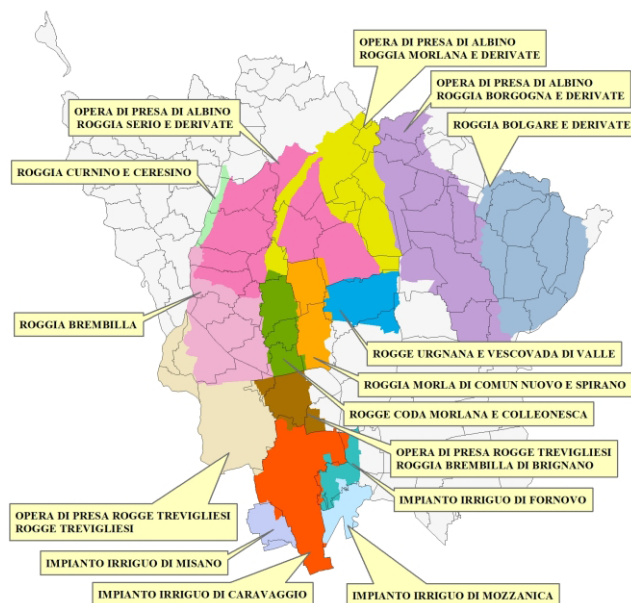 OPERA DI PRESA DI ALBINO
ROGGIA MORLANA E DERIVATE
OPERA DI PRESA DI ALBINO
ROGGIA BORGOGNA E DERIVATE
OPERA DI PRESA DI ALBINO
ROGGIA SERIO E DERIVATE
ROGGIA BOLGARE E DERIVATE
ROGGIA CURNINO E CERESINO
ROGGIA BREMBILLA
ROGGE URGNANA E VESCOVADA DI VALLE
ROGGIA MORLA DI COMUN NUOVO E SPIRANO
ROGGE CODA MORLANA E COLLEONESCA
OPERA DI PRESA ROGGE TREVIGLIESI
ROGGIA BREMBILLA DI BRIGNANO
IMPIANTO IRRIGUO DI FORNOVO
OPERA DI PRESA ROGGE TREVIGLIESI
ROGGE TREVIGLIESI
IMPIANTO IRRIGUO DI MISANO
IMPIANTO IRRIGUO DI CARAVAGGIO
IMPIANTO IRRIGUO DI MOZZANICA